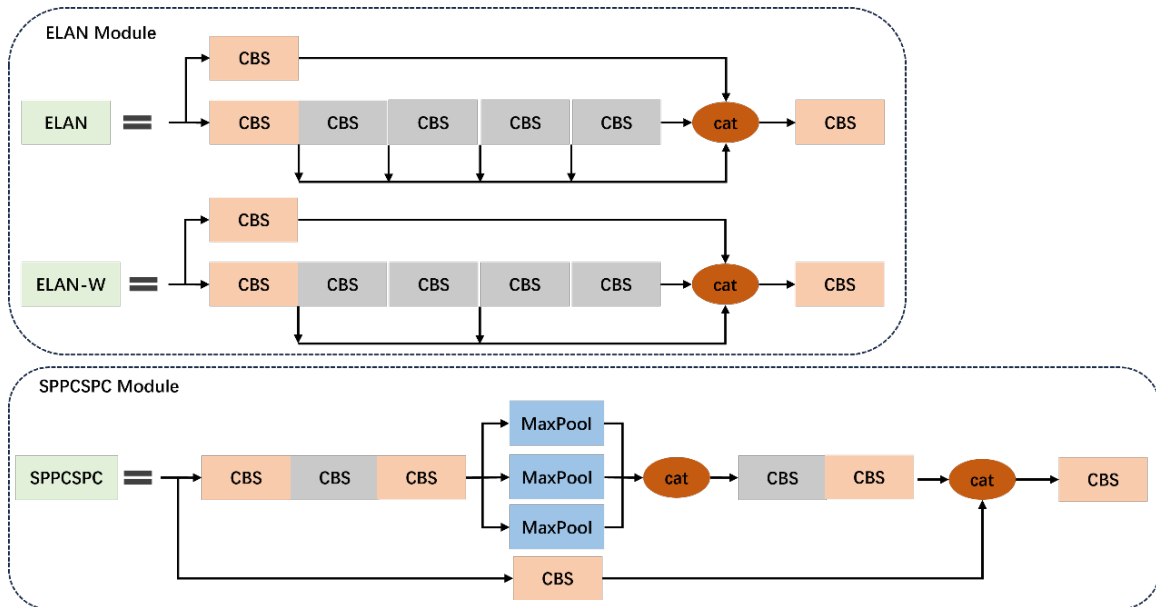 ELAN Module
CBS
ELAN
CBS CBS CBS CBS CBS cat CBS
CBS
ELAN-W
CBS CBS CBS CBS CBS cat CBS
SPPCSPC Module
MaxPool
SPPCSPC
CBS CBS CBS MaxPool cat CBS CBS cat CBS
MaxPool
CBS